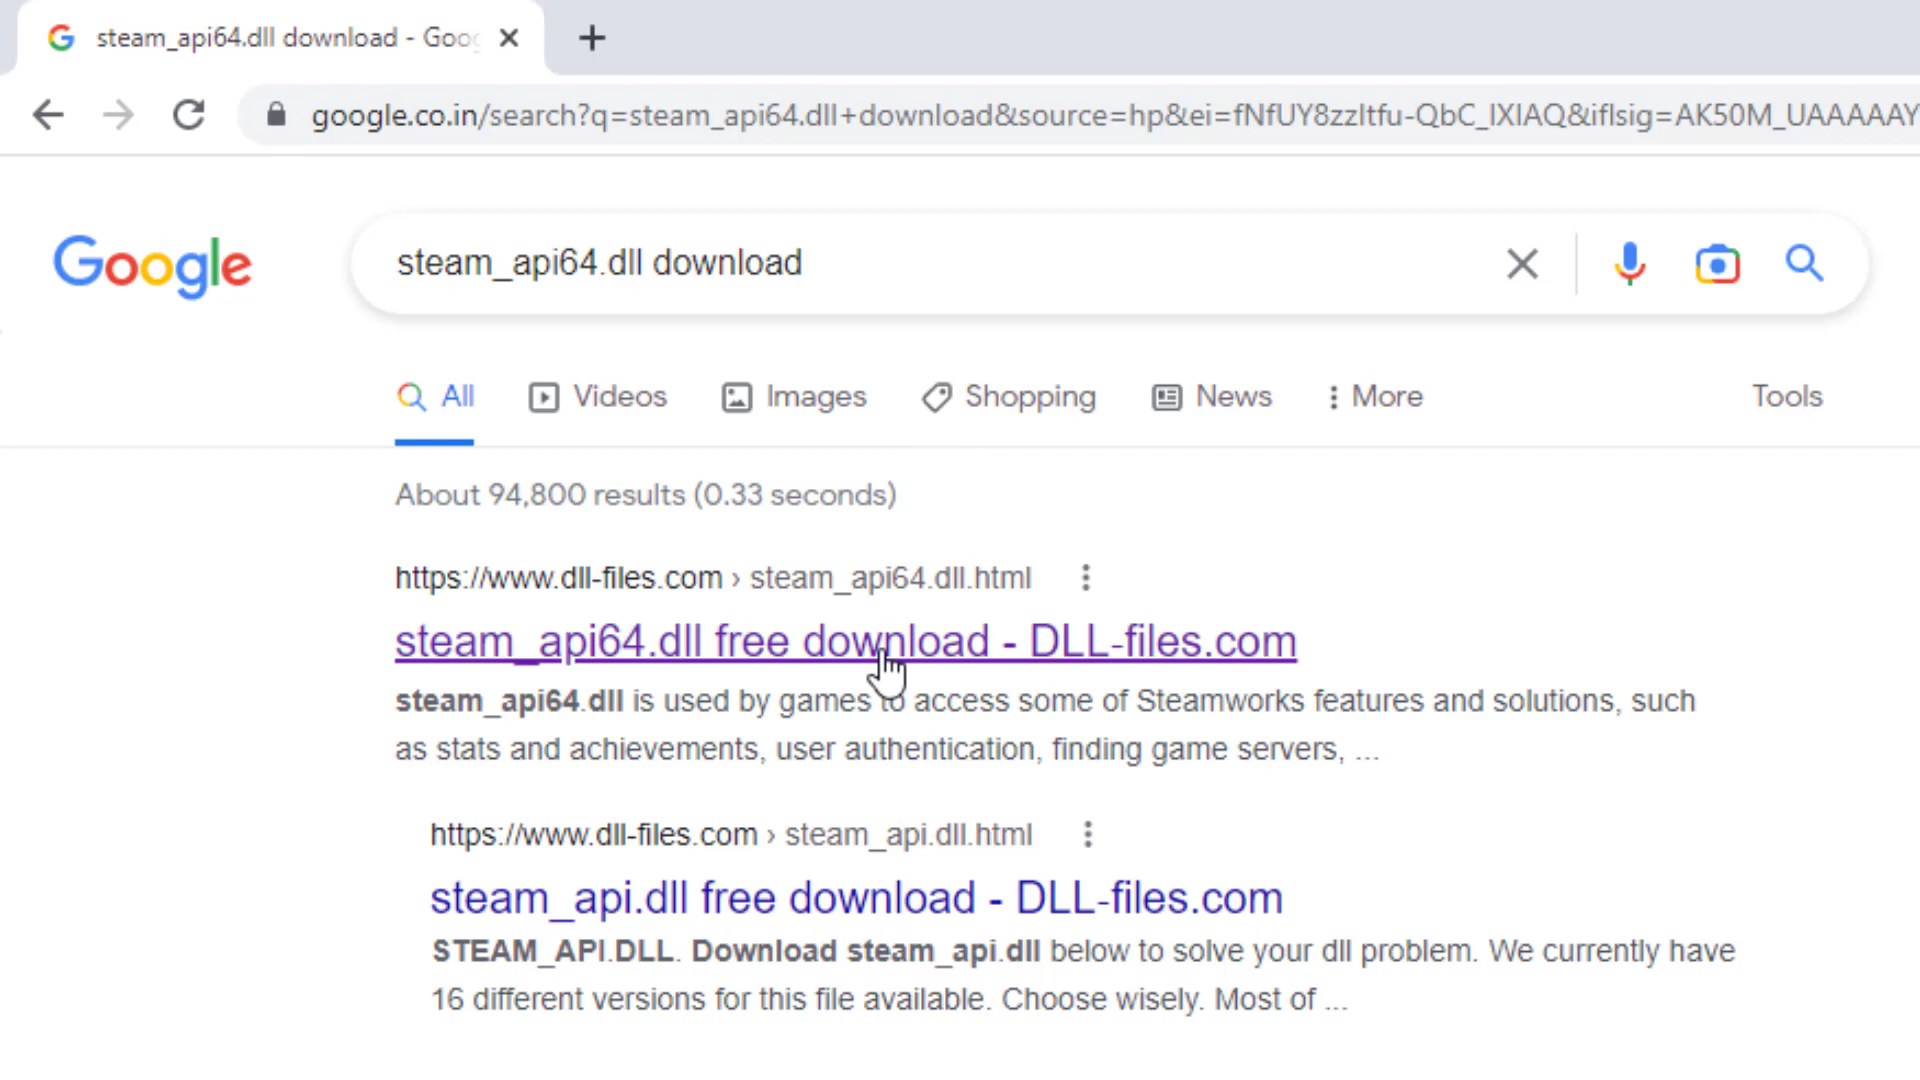 steam_api64.dll download - Goo
google.co.in/search?q=steam_api64.dll+download&source=hp&ei=fNfUY8zzItfu-QbC_IXIAQ&iflsig=AK50M_UAAAAAY
Google
steam_api64.dll download
All Videos Images Shopping News More Tools
About 94,800 results (0.33 seconds)
https://www.dll-files.com › steam_api64.dll.html
steam_api64.dll free download - DLL-files.com
steam_api64.dll is used by games to access some of Steamworks features and solutions, such
as stats and achievements, user authentication, finding game servers, ...
https://www.dll-files.com › steam_api.dll.html
steam_api.dll free download - DLL-files.com
STEAM_API.DLL. Download steam_api.dll below to solve your dll problem. We currently have
16 different versions for this file available. Choose wisely. Most of ...